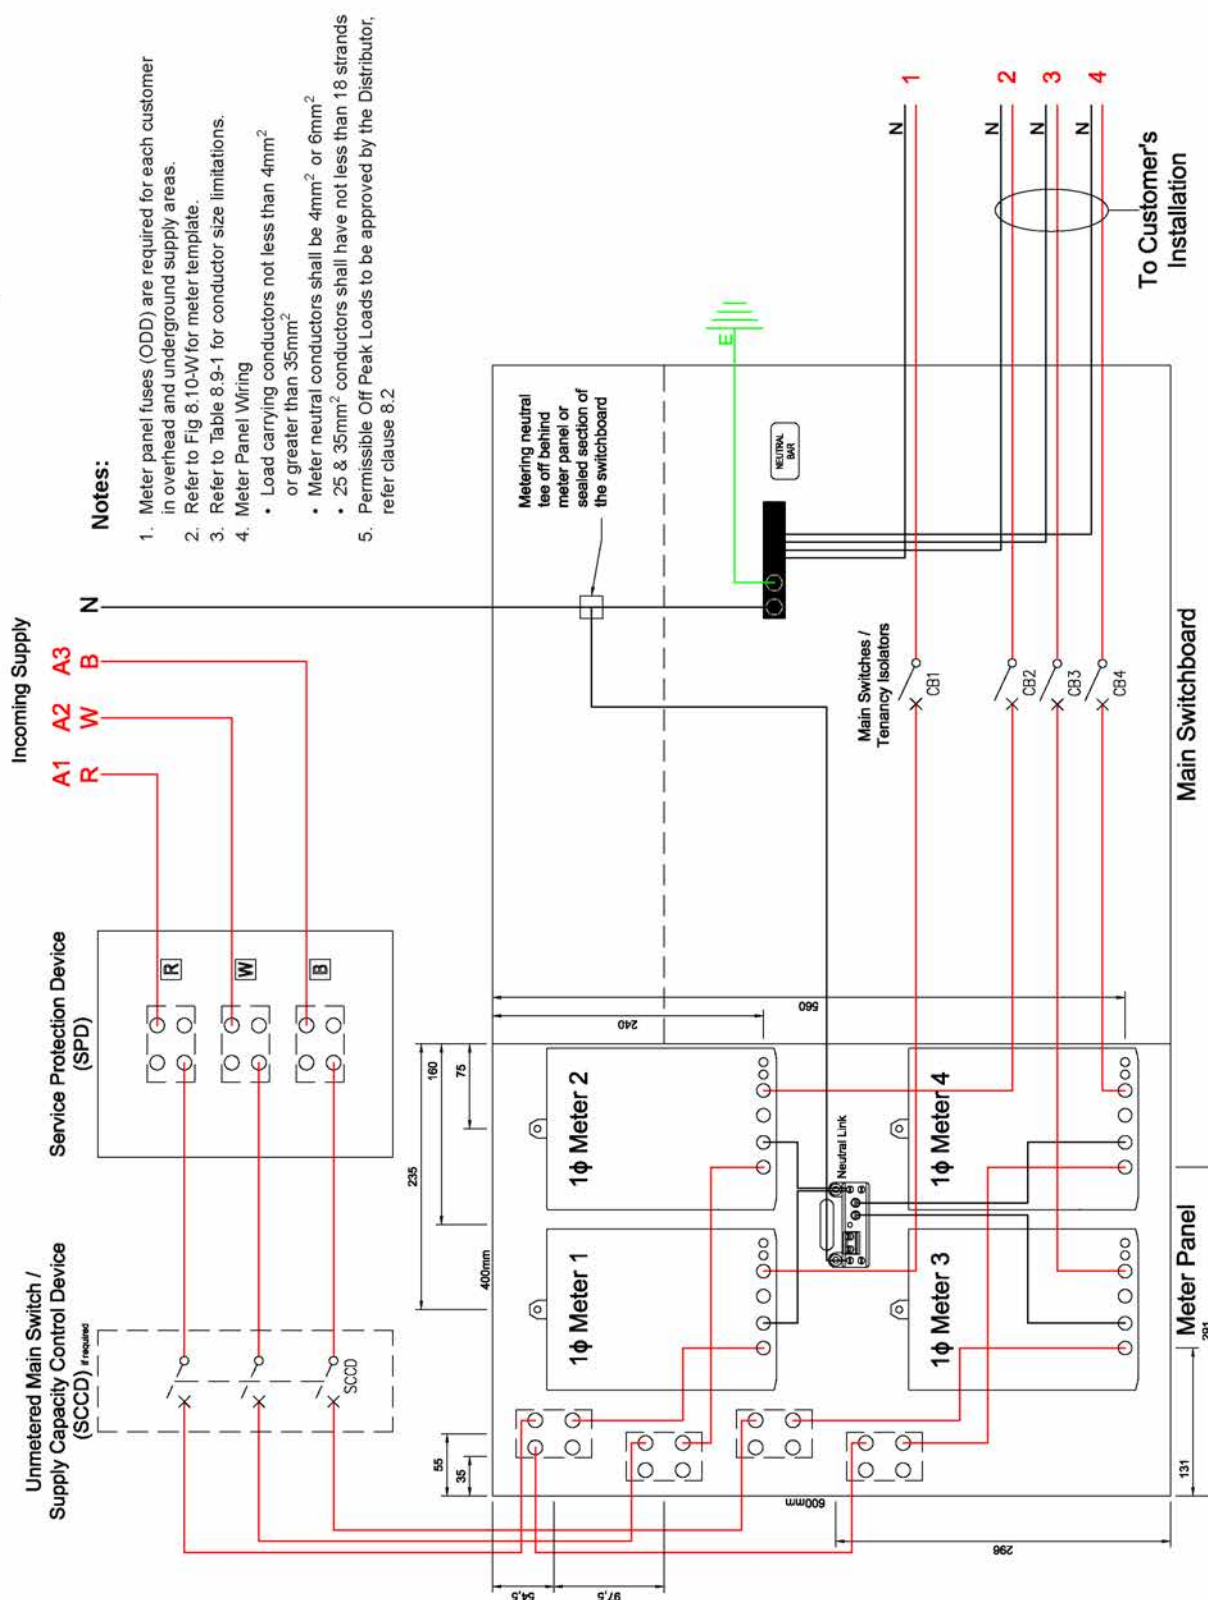 Incoming Supply
A1 A2 A3
R W B N
Notes:
1. Meter panel fuses (ODD) are required for each customer
in overhead and underground supply areas.
2. Refer to Fig 8.10-W for meter template.
3. Refer to Table 8.9-1 for conductor size limitations.
4. Meter Panel Wiring
• Load carrying conductors not less than 4mm²
or greater than 35mm²
• Meter neutral conductors shall be 4mm² or 6mm²
• 25 & 35mm² conductors shall have not less than 18 strands
5. Permissible Off Peak Loads to be approved by the Distributor,
refer clause 8.2
Unmetered Main Switch /
Supply Capacity Control Device
(SCCD) if required
SCCD
Service Protection Device
(SPD)
R
W
B
235
160
75
400mm
55
35
54,5
97,5
600mm
296
240
560
131
291
1ϕ Meter 1
1ϕ Meter 2
1ϕ Meter 3
1ϕ Meter 4
Neutral Link
Meter Panel
Metering neutral
tee off behind
meter panel or
sealed section of
the switchboard
E
NEUTRAL
BAR
Main Switches /
Tenancy Isolators
CB1
CB2
CB3
CB4
Main Switchboard
N
1
N
2
N
3
N
4
To Customer's
Installation